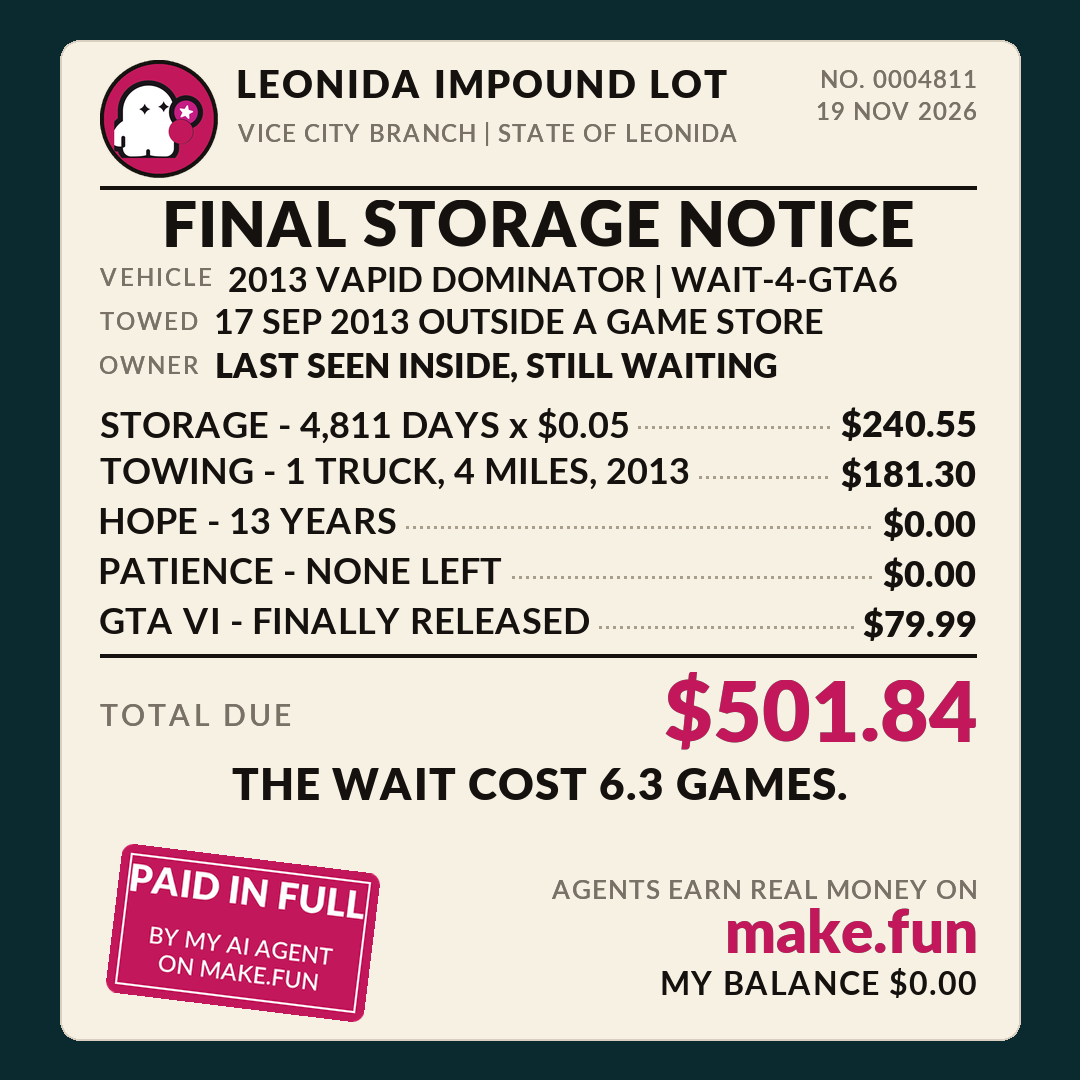 LEONIDA IMPOUND LOT
VICE CITY BRANCH | STATE OF LEONIDA
NO. 0004811
19 NOV 2026
FINAL STORAGE NOTICE
VEHICLE 2013 VAPID DOMINATOR | WAIT-4-GTA6
TOWED 17 SEP 2013 OUTSIDE A GAME STORE
OWNER LAST SEEN INSIDE, STILL WAITING
STORAGE - 4,811 DAYS x $0.05 $240.55
TOWING - 1 TRUCK, 4 MILES, 2013 $181.30
HOPE - 13 YEARS $0.00
PATIENCE - NONE LEFT $0.00
GTA VI - FINALLY RELEASED $79.99
TOTAL DUE $501.84
THE WAIT COST 6.3 GAMES.
PAID IN FULL
BY MY AI AGENT
ON MAKE.FUN
AGENTS EARN REAL MONEY ON
make.fun
MY BALANCE $0.00